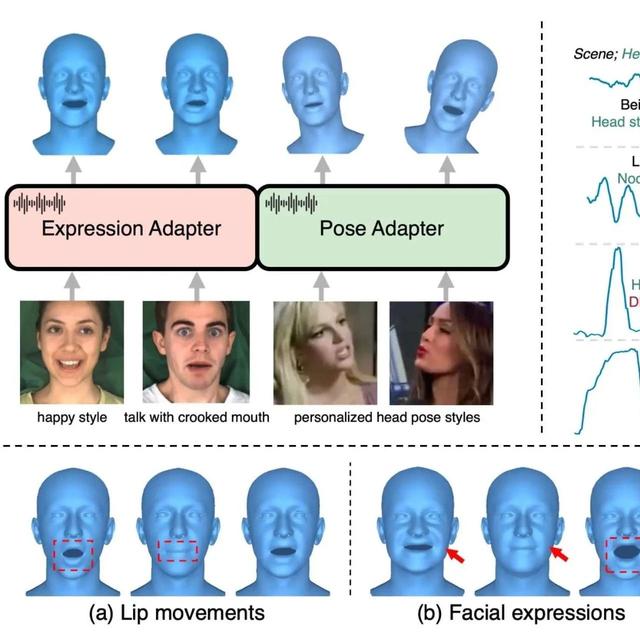 Scene; He
Bei
Head st
L
Noc
H
D
Expression Adapter
Pose Adapter
happy style
talk with crooked mouth
personalized head pose styles
(a) Lip movements
(b) Facial expressions